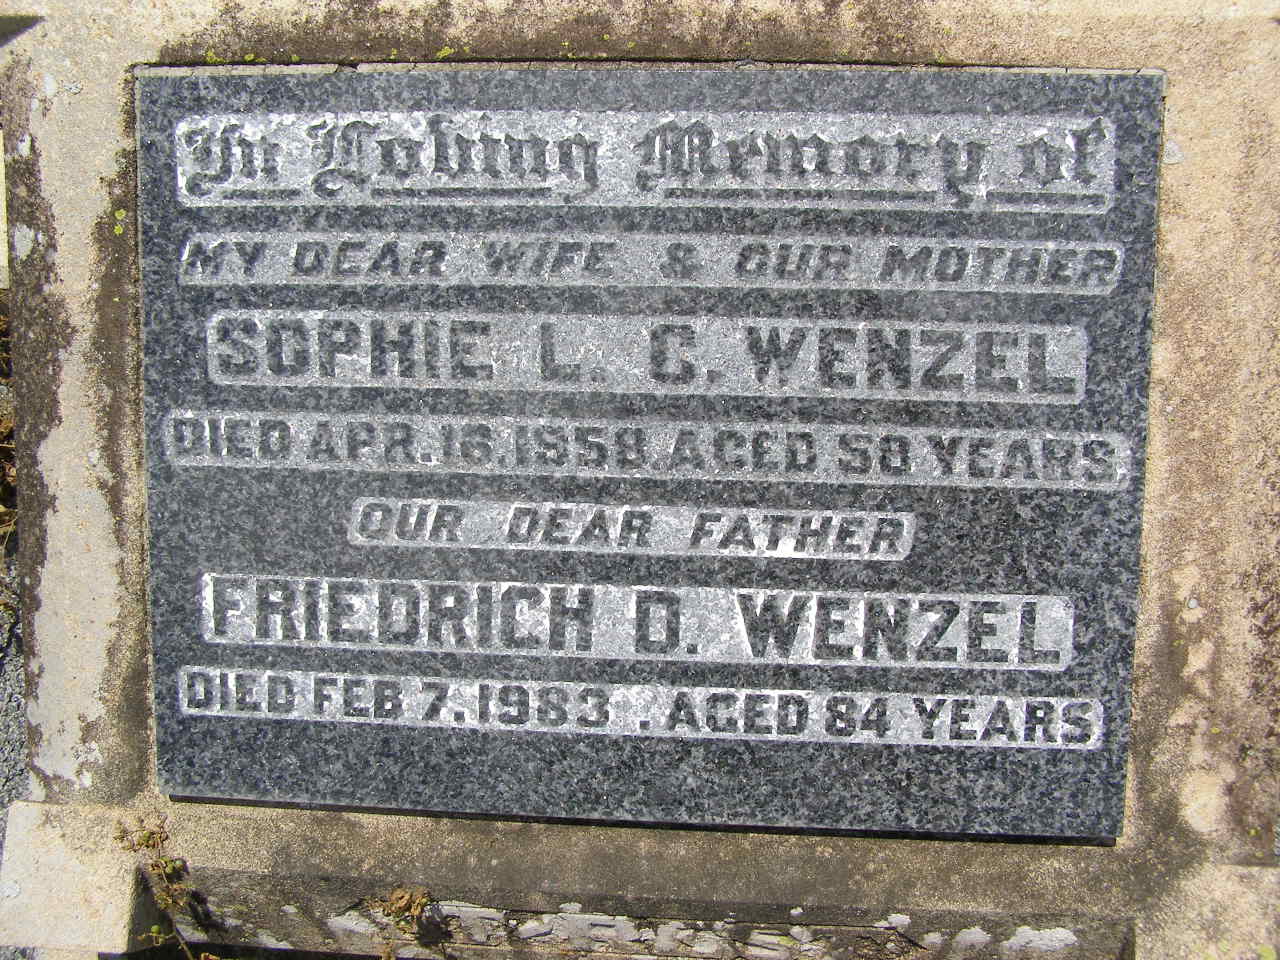 In Loving Memory of
MY DEAR WIFE & OUR MOTHER
SOPHIE L. C. WENZEL
DIED APR. 16. 1958. AGED 58 YEARS
OUR DEAR FATHER
FRIEDRICH D. WENZEL
DIED FEB 7. 1983. AGED 84 YEARS